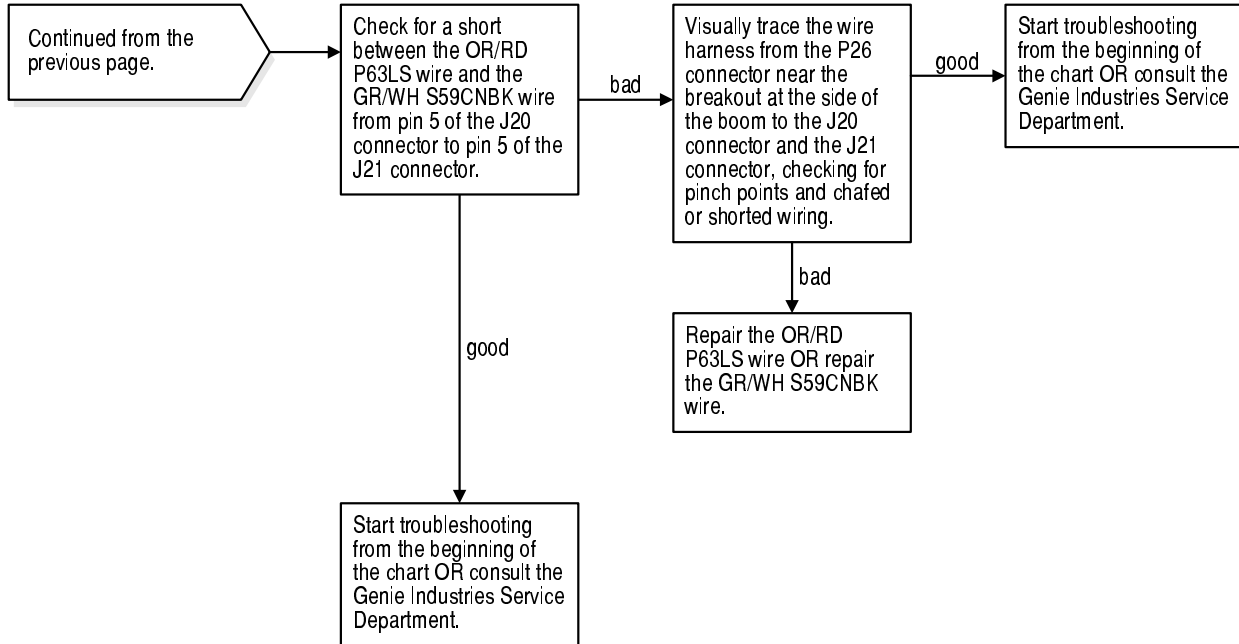 Continued from the
previous page.
Check for a short
between the OR/RD
P63LS wire and the
GR/WH S59CNBK wire
from pin 5 of the J20
connector to pin 5 of the
J21 connector.
bad
Visually trace the wire
harness from the P26
connector near the
breakout at the side of
the boom to the J20
connector and the J21
connector, checking for
pinch points and chafed
or shorted wiring.
good
Start troubleshooting
from the beginning of
the chart OR consult the
Genie Industries Service
Department.
bad
Repair the OR/RD
P63LS wire OR repair
the GR/WH S59CNBK
wire.
good
Start troubleshooting
from the beginning of
the chart OR consult the
Genie Industries Service
Department.